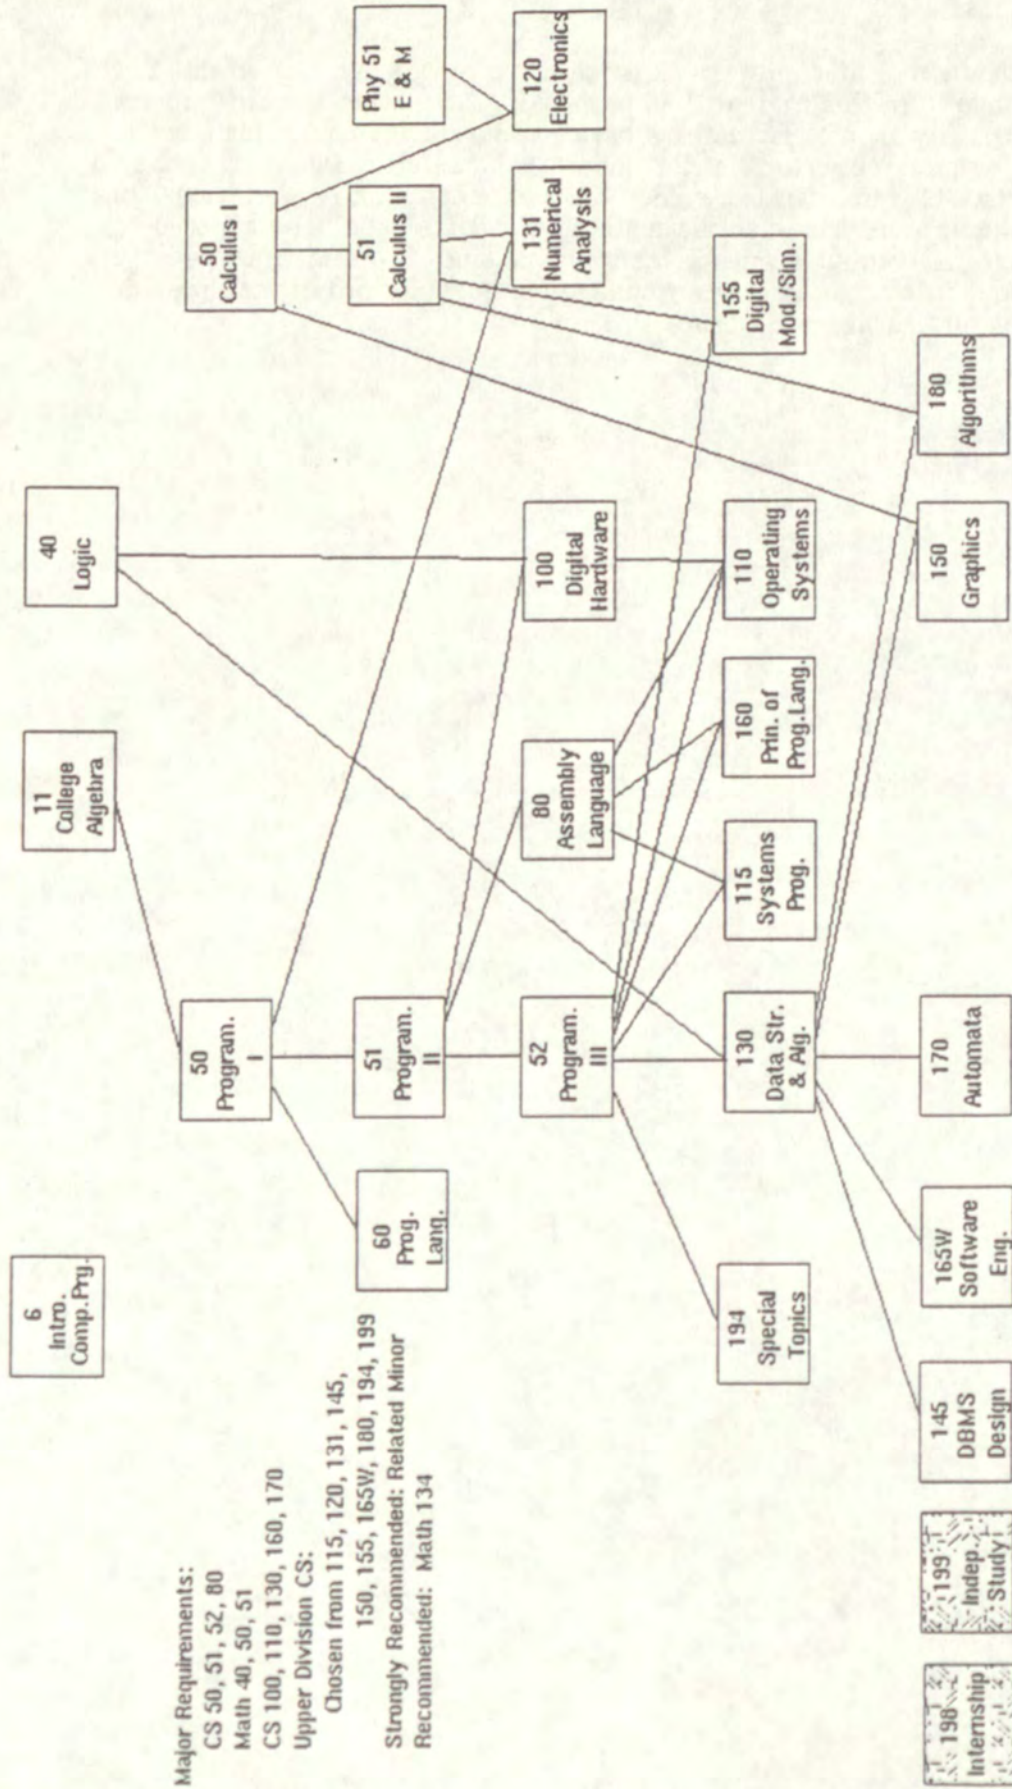 6
Intro.
Comp.Prg.
11
College
Algebra
40
Logic
50
Program.
I
50
Calculus I
60
Prog.
Lang.
51
Program.
II
51
Calculus II
Phy 51
E & M
52
Program.
III
80
Assembly
Language
100
Digital
Hardware
131
Numerical
Analysis
120
Electronics
194
Special
Topics
130
Data Str.
& Alg.
115
Systems
Prog.
160
Prin. of
Prog.Lang.
110
Operating
Systems
155
Digital
Mod./Sim.
198
Internship
199
Indep.
Study
145
DBMS
Design
165W
Software
Eng.
170
Automata
150
Graphics
180
Algorithms
Major Requirements:
CS 50, 51, 52, 80
Math 40, 50, 51
CS 100, 110, 130, 160, 170
Upper Division CS:
Chosen from 115, 120, 131, 145,
150, 155, 165W, 180, 194, 199
Strongly Recommended: Related Minor
Recommended: Math 134